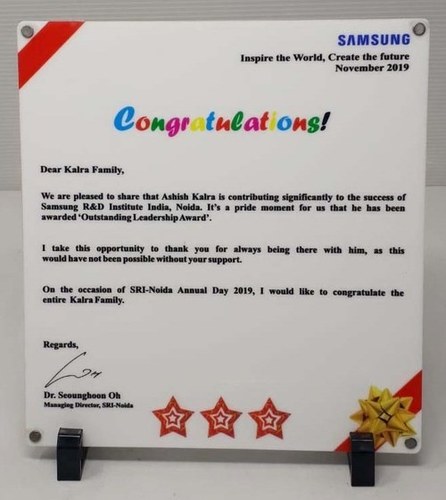 SAMSUNG
Inspire the World, Create the future
November 2019
Congratulations!
Dear Kalra Family,
We are pleased to share that Ashish Kalra is contributing significantly to the success of
Samsung R&D Institute India, Noida. It's a pride moment for us that he has been
awarded 'Outstanding Leadership Award'.
I take this opportunity to thank you for always being there with him, as this
would have not been possible without your support.
On the occasion of SRI-Noida Annual Day 2019, I would like to congratulate the
entire Kalra Family.
Regards,
Dr. Seounghoon Oh
Managing Director, SRI-Noida